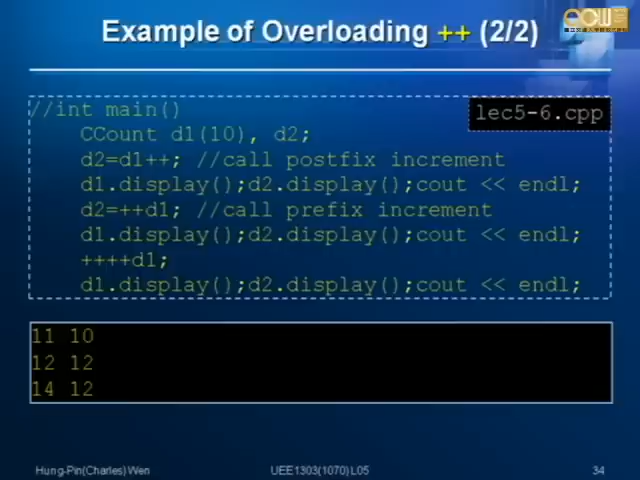 Example of Overloading ++ (2/2)
//int main()
lec5-6.cpp
CCount d1(10), d2;
d2=d1++; //call postfix increment
d1.display();d2.display();cout << endl;
d2=++d1; //call prefix increment
d1.display();d2.display();cout << endl;
++++d1;
d1.display();d2.display();cout << endl;
11 10
12 12
14 12
Hung-Pin(Charles) Wen
UEE1303(1070) L05
34